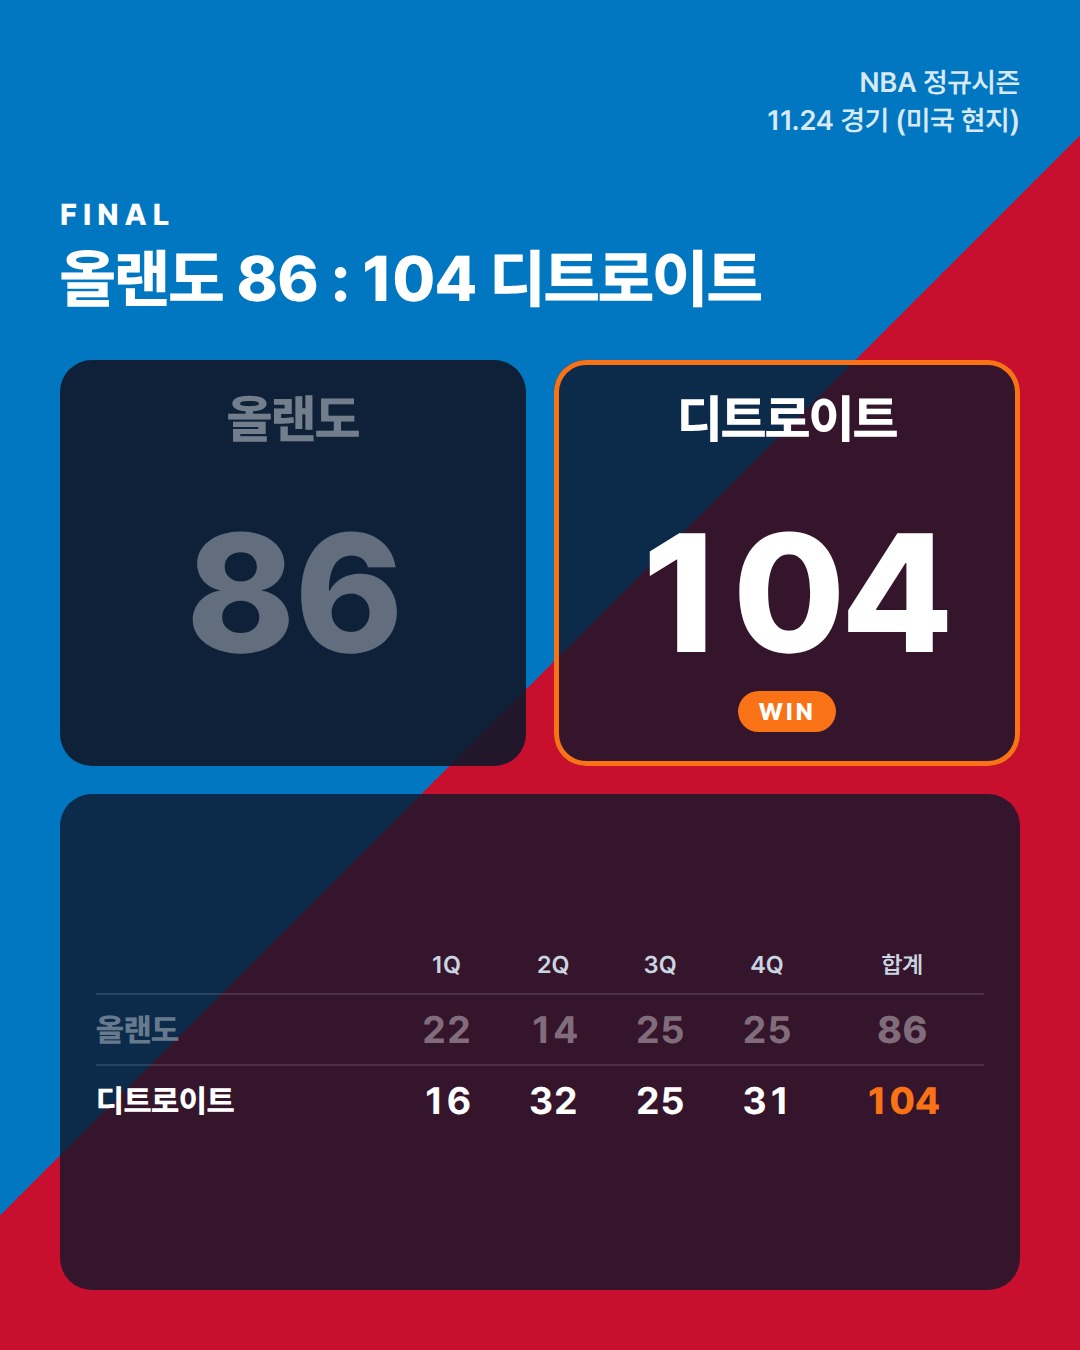 NBA 정규시즌
11.24 경기 (미국 현지)
FINAL
올랜도 86 : 104 디트로이트
올랜도
86
디트로이트
104
WIN
1Q 2Q 3Q 4Q 합계
올랜도 22 14 25 25 86
디트로이트 16 32 25 31 104